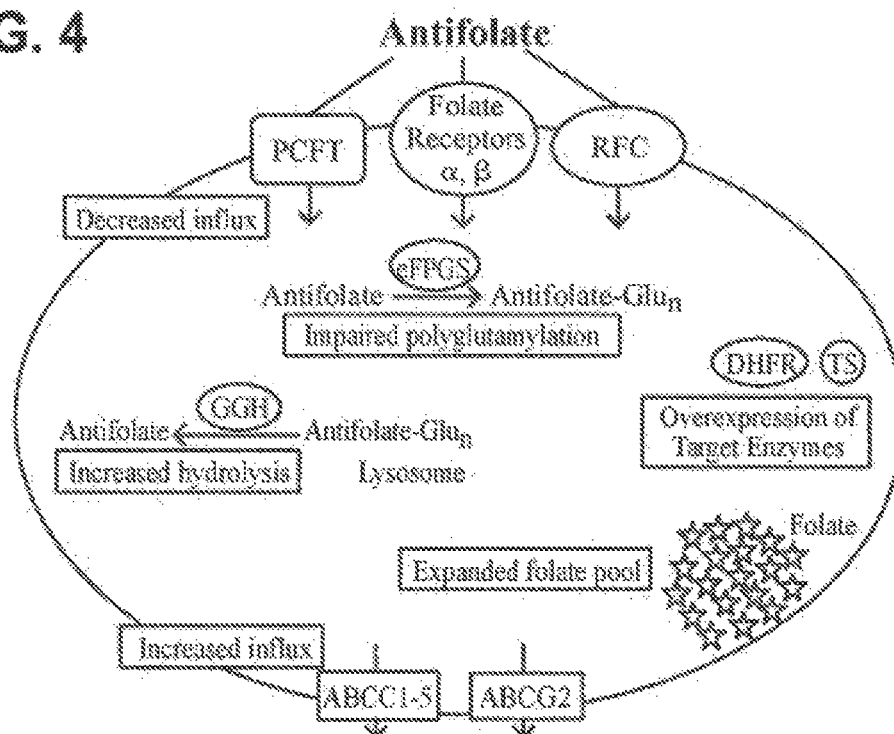 G. 4
Antifolate
PCFT
Folate
Receptors
α, β
RFC
Decreased influx
eFPGS
Antifolate
Antifolate-Glun
Impaired polyglutamylation
DHFR
TS
Overexpression of
Target Enzymes
GGH
Antifolate
Antifolate-Glun
Increased hydrolysis
Lysosome
Folate
Expanded folate pool
Increased influx
ABCC1-5
ABCG2